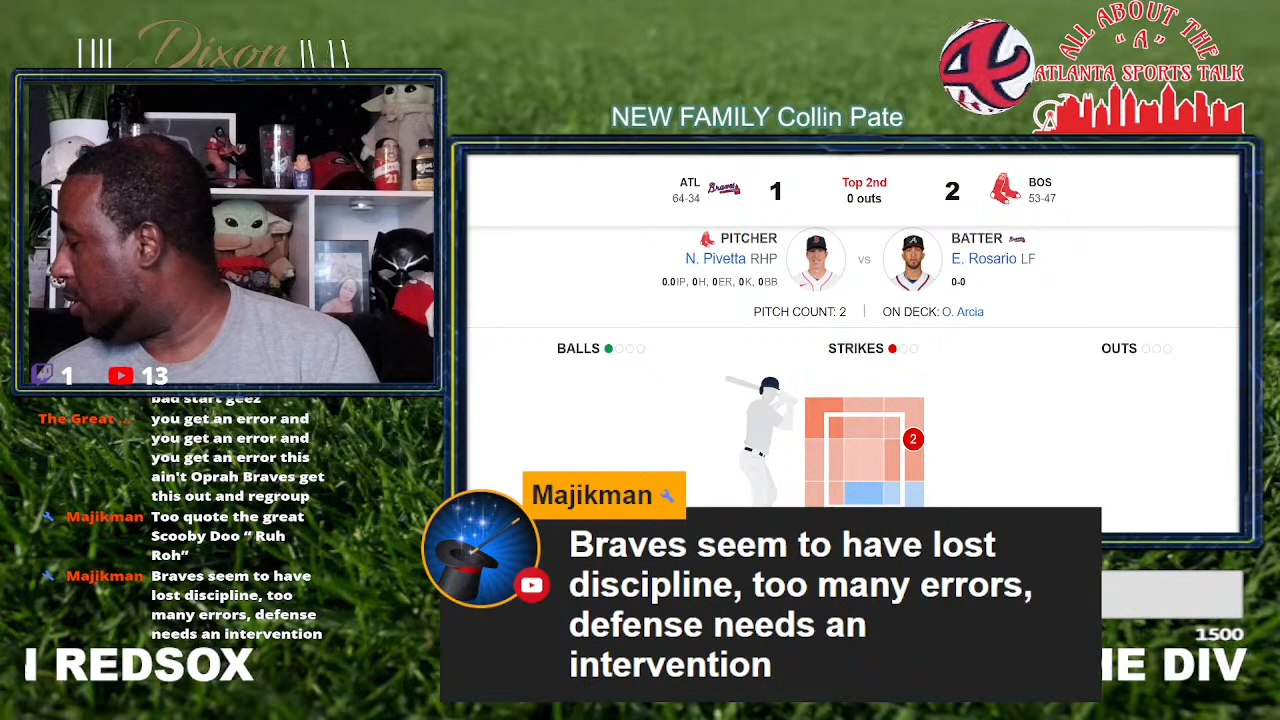 Dixon
ALL ABOUT THE
"A"
ATLANTA SPORTS TALK
NEW FAMILY Collin Pate
ATL
64-34
Braves
1
Top 2nd
0 outs
2
BOS
53-47
PITCHER
N. Pivetta RHP
0.0IP, 0H, 0ER, 0K, 0BB
vs
BATTER
E. Rosario LF
0-0
PITCH COUNT: 2
ON DECK: O. Arcia
BALLS
STRIKES
OUTS
2
1
13
bad start geez
The Great ... you get an error and
you get an error and
you get an error this
ain't Oprah Braves get
this out and regroup
Majikman Too quote the great
Scooby Doo “ Ruh
Roh”
Majikman Braves seem to have
lost discipline, too
many errors, defense
needs an intervention
Majikman
Braves seem to have lost
discipline, too many errors,
defense needs an
intervention
1500
I REDSOX
HE DIV